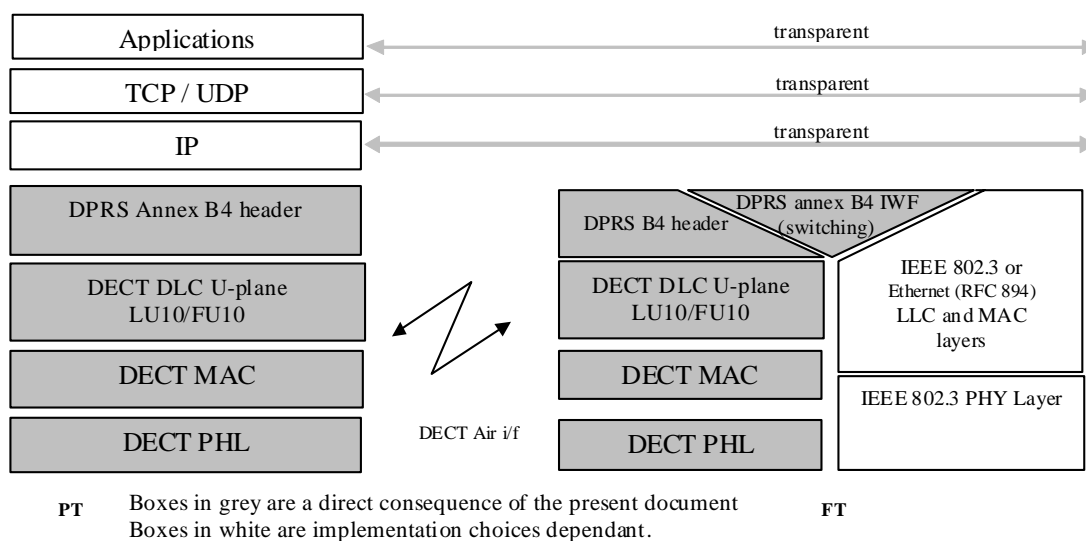 Applications
transparent
TCP / UDP
transparent
IP
transparent
DPRS Annex B4 header
DPRS B4 header
DPRS annex B4 IWF
(switching)
DECT DLC U-plane
LU10/FU10
DECT DLC U-plane
LU10/FU10
IEEE 802.3 or
Ethernet (RFC 894)
LLC and MAC
layers
DECT MAC
DECT MAC
IEEE 802.3 PHY Layer
DECT PHL
DECT Air i/f
DECT PHL
PT
Boxes in grey are a direct consequence of the present document
Boxes in white are implementation choices dependant.
FT